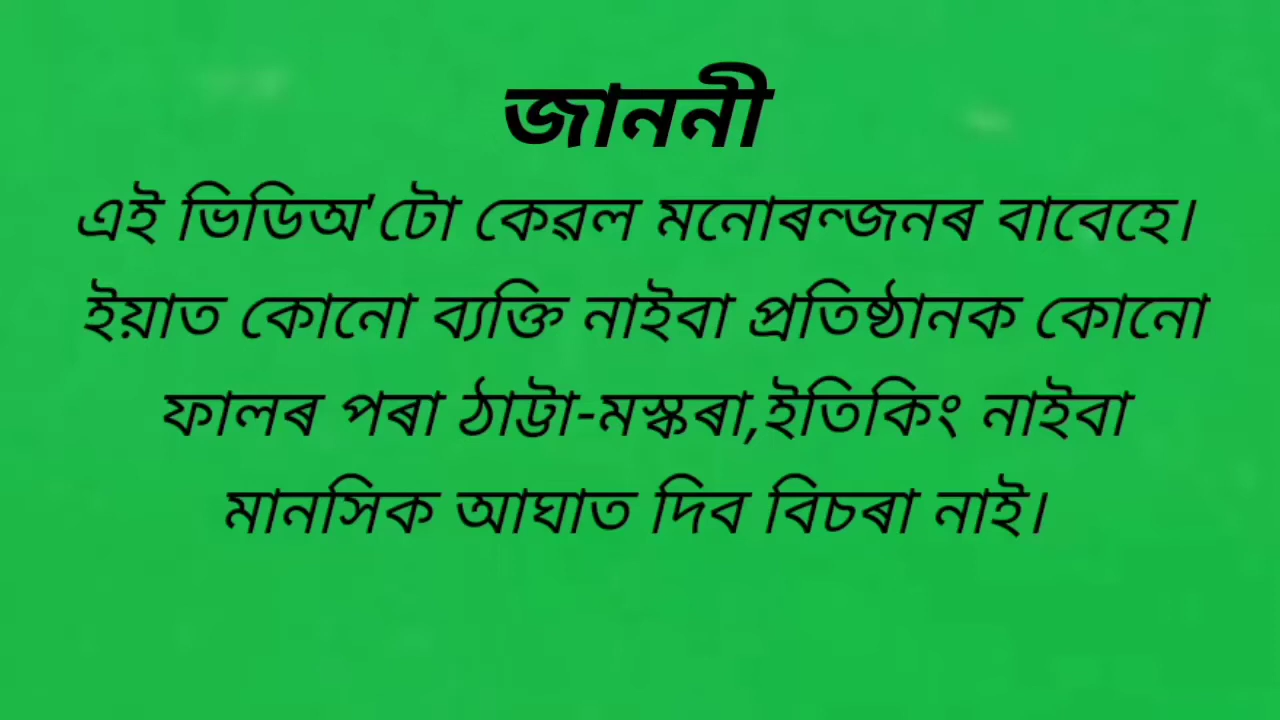 জাননী
এই ভিডিঅ'টো কেৱল মনোৰন্জনৰ বাবেহে।
ইয়াত কোনো ব্যক্তি নাইবা প্ৰতিষ্ঠানক কোনো
ফালৰ পৰা ঠাট্টা-মস্কৰা,ইতিকিং নাইবা
মানসিক আঘাত দিব বিচৰা নাই।